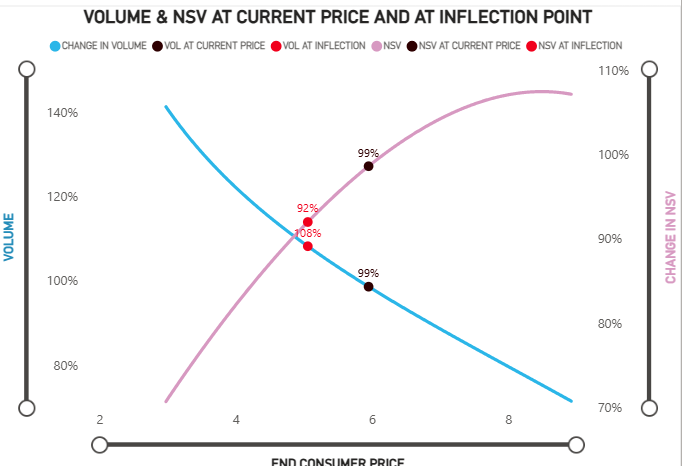 VOLUME & NSV AT CURRENT PRICE AND AT INFLECTION POINT
CHANGE IN VOLUME VOL AT CURRENT PRICE VOL AT INFLECTION NSV NSV AT CURRENT PRICE NSV AT INFLECTION
VOLUME
140%
120%
100%
80%
99%
92%
108%
99%
110%
100%
90%
80%
70%
CHANGE IN NSV
2 4 6 8
END CONSUMER PRICE